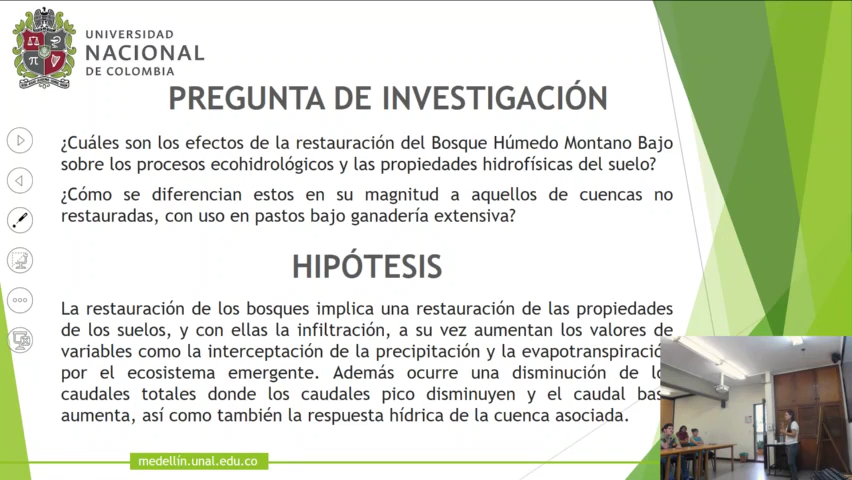 UNIVERSIDAD
NACIONAL
DE COLOMBIA
PREGUNTA DE INVESTIGACIÓN
¿Cuáles son los efectos de la restauración del Bosque Húmedo Montano Bajo
sobre los procesos ecohidrológicos y las propiedades hidrofísicas del suelo?
¿Cómo se diferencian estos en su magnitud a aquellos de cuencas no
restauradas, con uso en pastos bajo ganadería extensiva?
HIPÓTESIS
La restauración de los bosques implica una restauración de las propiedades
de los suelos, y con ellas la infiltración, a su vez aumentan los valores de
variables como la interceptación de la precipitación y la evapotranspiració
por el ecosistema emergente. Además ocurre una disminución de l
caudales totales donde los caudales pico disminuyen y el caudal bas
aumenta, así como también la respuesta hídrica de la cuenca asociada.
medellín.unal.edu.co